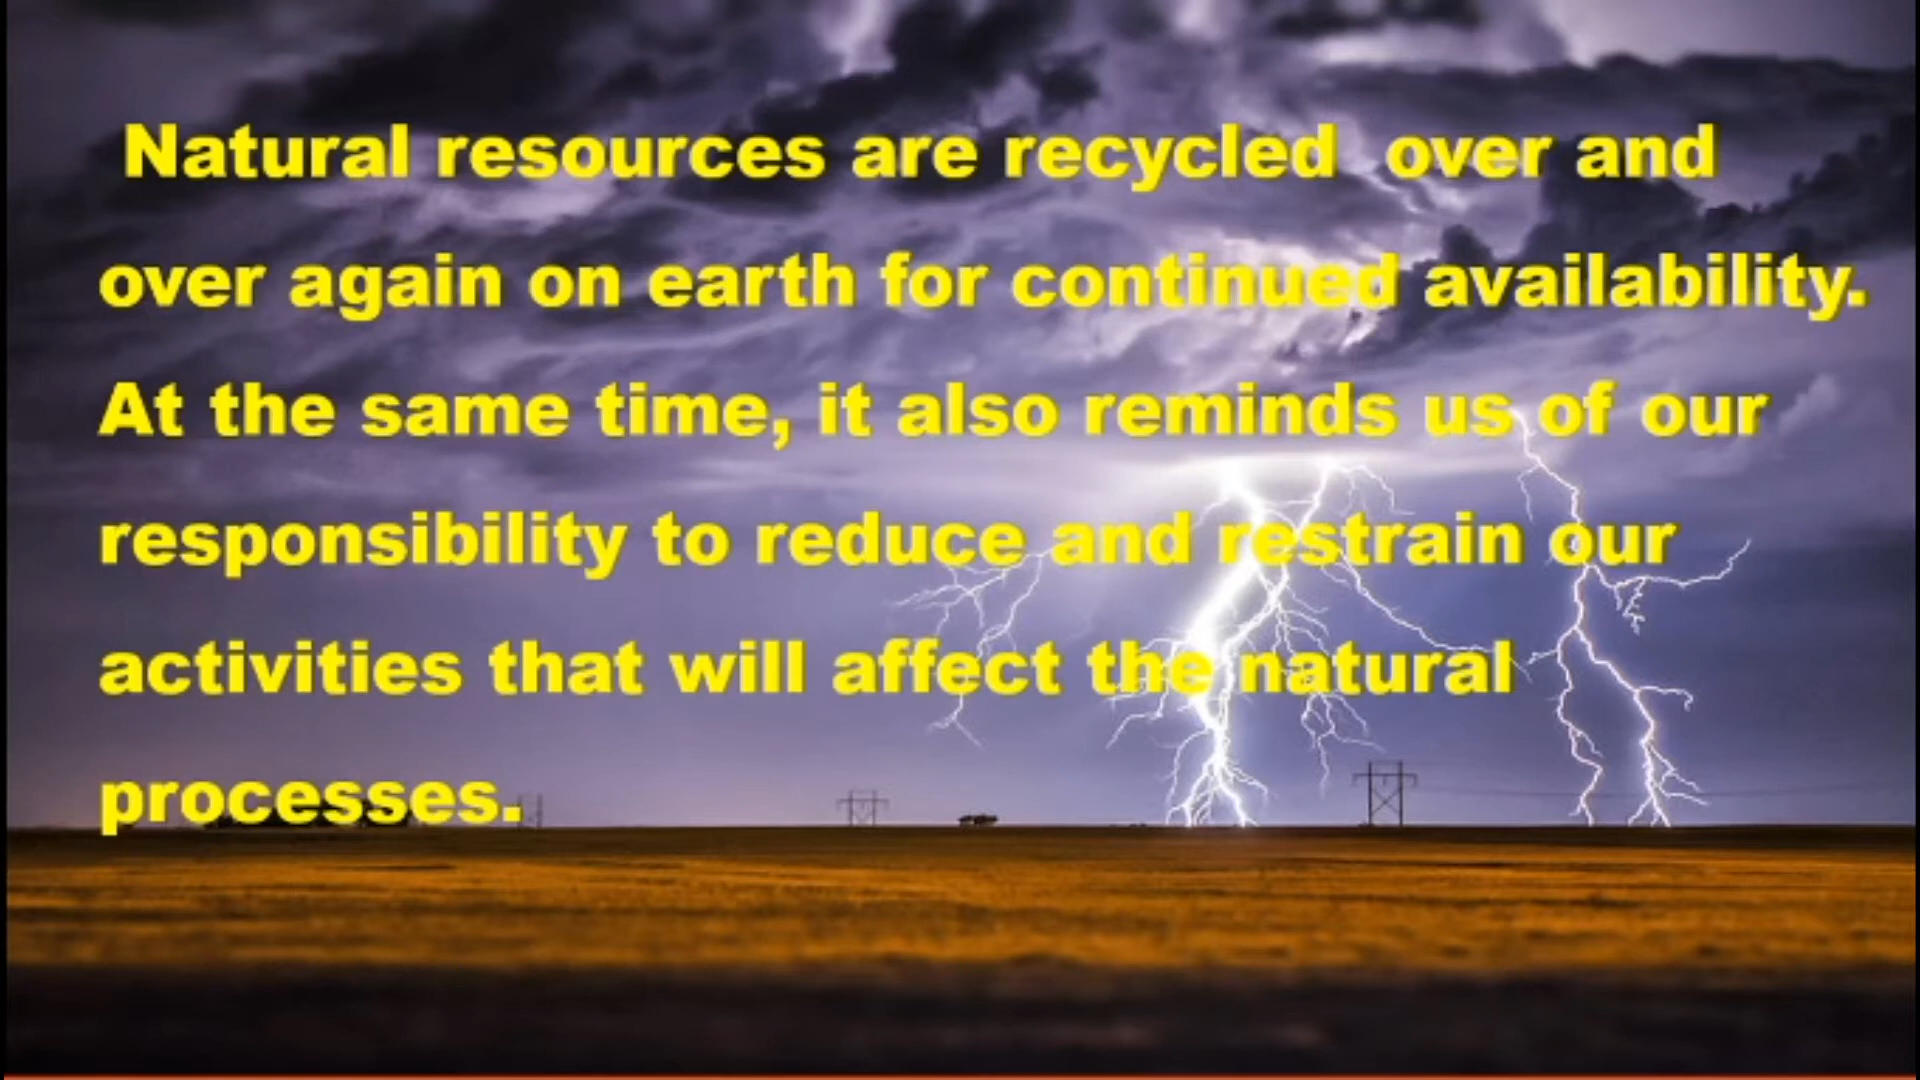 Natural resources are recycled over and
over again on earth for continued availability.
At the same time, it also reminds us of our
responsibility to reduce and restrain our
activities that will affect the natural
processes.